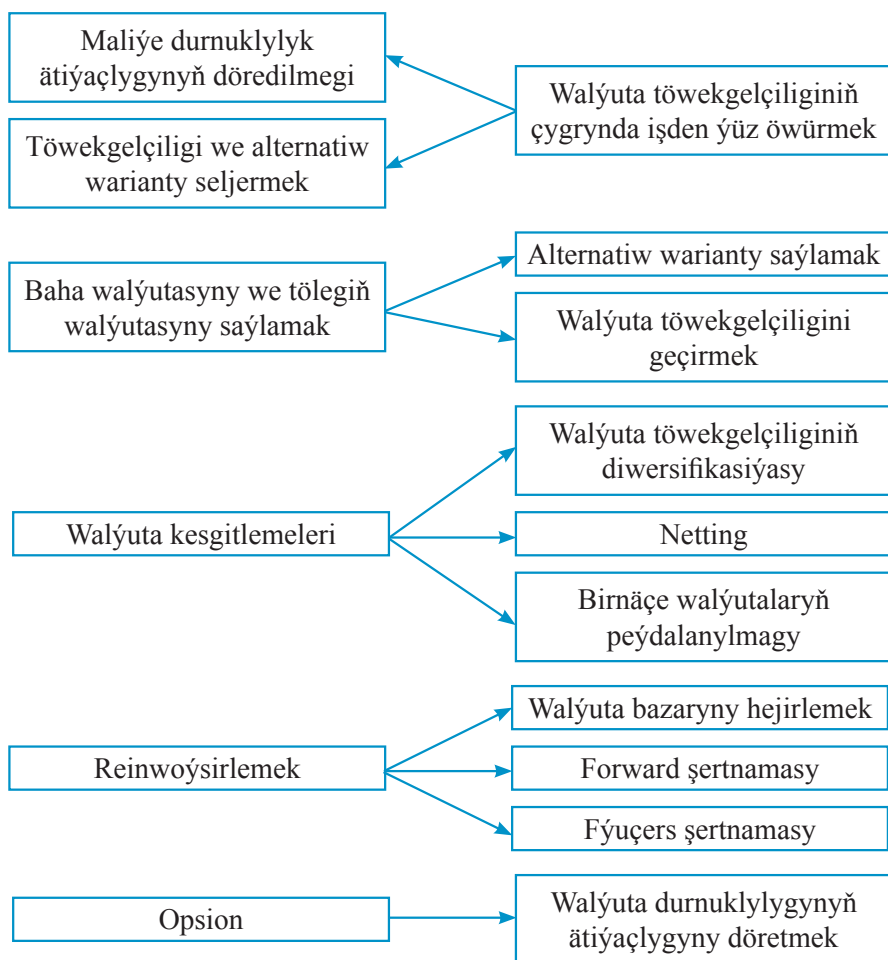 Maliýe durnuklylyk
ätiýaçlygynyň döredilmegi
Walýuta töwekgelçiliginiň
çygrynda işden ýüz öwürmek
Töwekgelçiligi we alternatiw
warianty seljermek
Baha walýutasyny we tölegiň
walýutasyny saýlamak
Alternatiw warianty saýlamak
Walýuta töwekgelçiligini
geçirmek
Walýuta kesgitlemeleri
Walýuta töwekgelçiliginiň
diwersifikasiýasy
Netting
Birnäçe walýutalaryň
peýdalanylmagy
Reinwoýsirlemek
Walýuta bazaryny hejirlemek
Forward şertnamasy
Fýuçers şertnamasy
Opsion
Walýuta durnuklylygynyň
ätiýaçlygyny döretmek